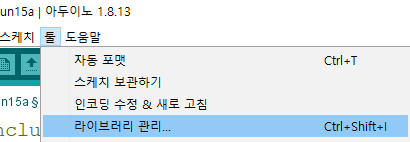 un15a | 아두이노 1.8.13
스케치 툴 도움말
자동 포맷 Ctrl+T
스케치 보관하기
un15a §
인코딩 수정 & 새로 고침
nclu
라이브러리 관리... Ctrl+Shift+I